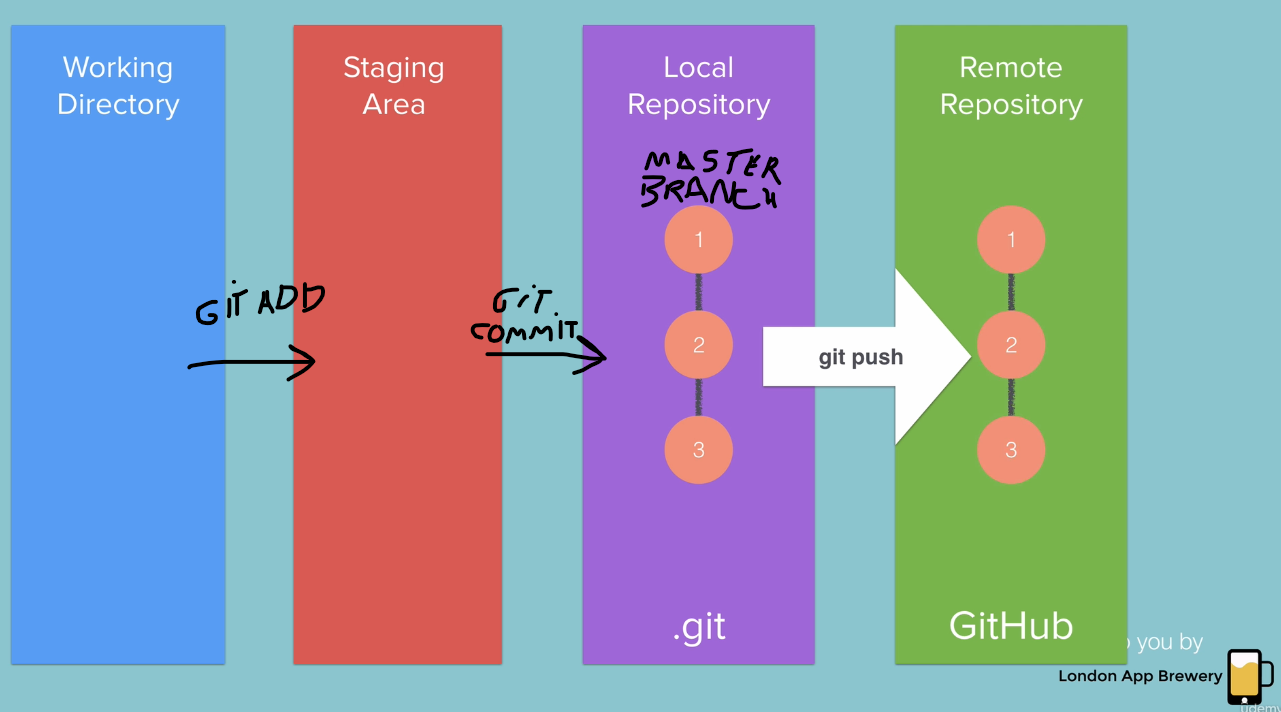 Working
Directory
Staging
Area
Local
Repository
Remote
Repository
MASTER
BRANCH
1
2
3
1
2
3
GIT ADD
GIT
COMMIT
git push
.git
GitHub
o you by
London App Brewery
Udemy